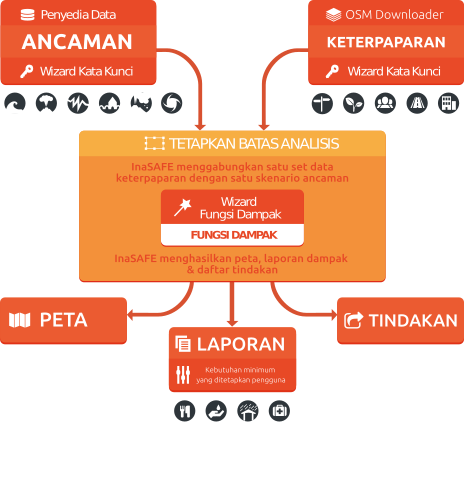 Penyedia Data
ANCAMAN
Wizard Kata Kunci
OSM Downloader
KETERPAPARAN
Wizard Kata Kunci
TETAPKAN BATAS ANALISIS
InaSAFE menggabungkan satu set data
keterpaparan dengan satu skenario ancaman
Wizard
Fungsi Dampak
FUNGSI DAMPAK
InaSAFE menghasilkan peta, laporan dampak
& daftar tindakan
PETA
LAPORAN
Kebutuhan minimum
yang ditetapkan pengguna
TINDAKAN